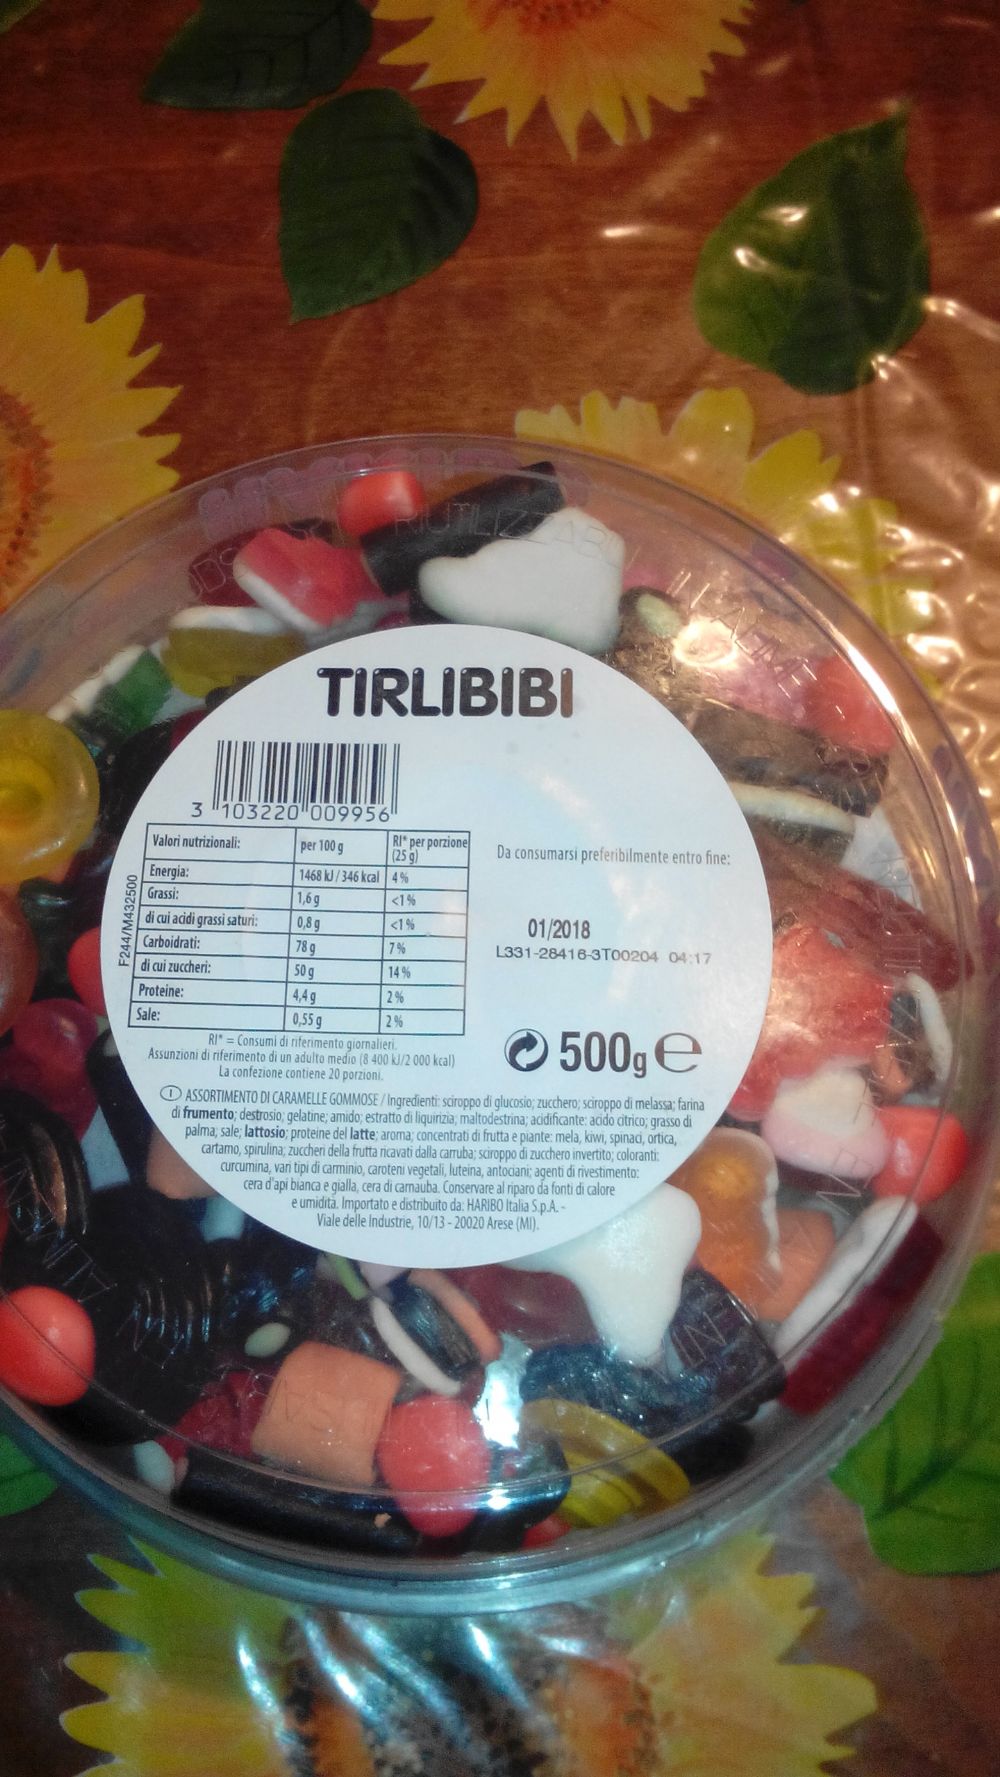 RIUTILIZZAB
TIRLIBIBI
3 103220 009956
Valori nutrizionali: per 100 g RI* per porzione (25 g)
Energia: 1468 kJ / 346 kcal 4 %
Grassi: 1,6 g <1 %
di cui acidi grassi saturi: 0,8 g <1 %
Carboidrati: 78 g 7 %
di cui zuccheri: 50 g 14 %
Proteine: 4,4 g 2 %
Sale: 0,55 g 2 %
F244/M432500
Da consumarsi preferibilmente entro fine:
01/2018
L331-28416-3T00204 04:17
500g e
RI* = Consumi di riferimento giornalieri.
Assunzioni di riferimento di un adulto medio (8 400 kJ/2 000 kcal)
La confezione contiene 20 porzioni.
I ASSORTIMENTO DI CARAMELLE GOMMOSE / Ingredienti: sciroppo di glucosio; zucchero; sciroppo di melassa; farina
di frumento; destrosio; gelatine; amido; estratto di liquirizia; maltodestrina; acidificante: acido citrico; grasso di
palma; sale; lattosio; proteine del latte; aroma; concentrati di frutta e piante: mela, kiwi, spinaci, ortica,
cartamo, spirulina; zuccheri della frutta ricavati dalla carruba; sciroppo di zucchero invertito; coloranti:
curcumina, vari tipi di carminio, caroteni vegetali, luteina, antociani; agenti di rivestimento:
cera d'api bianca e gialla, cera di carnauba. Conservare al riparo da fonti di calore
e umidità. Importato e distribuito da: HARIBO Italia S.p.A. -
Viale delle Industrie, 10/13 - 20020 Arese (MI).